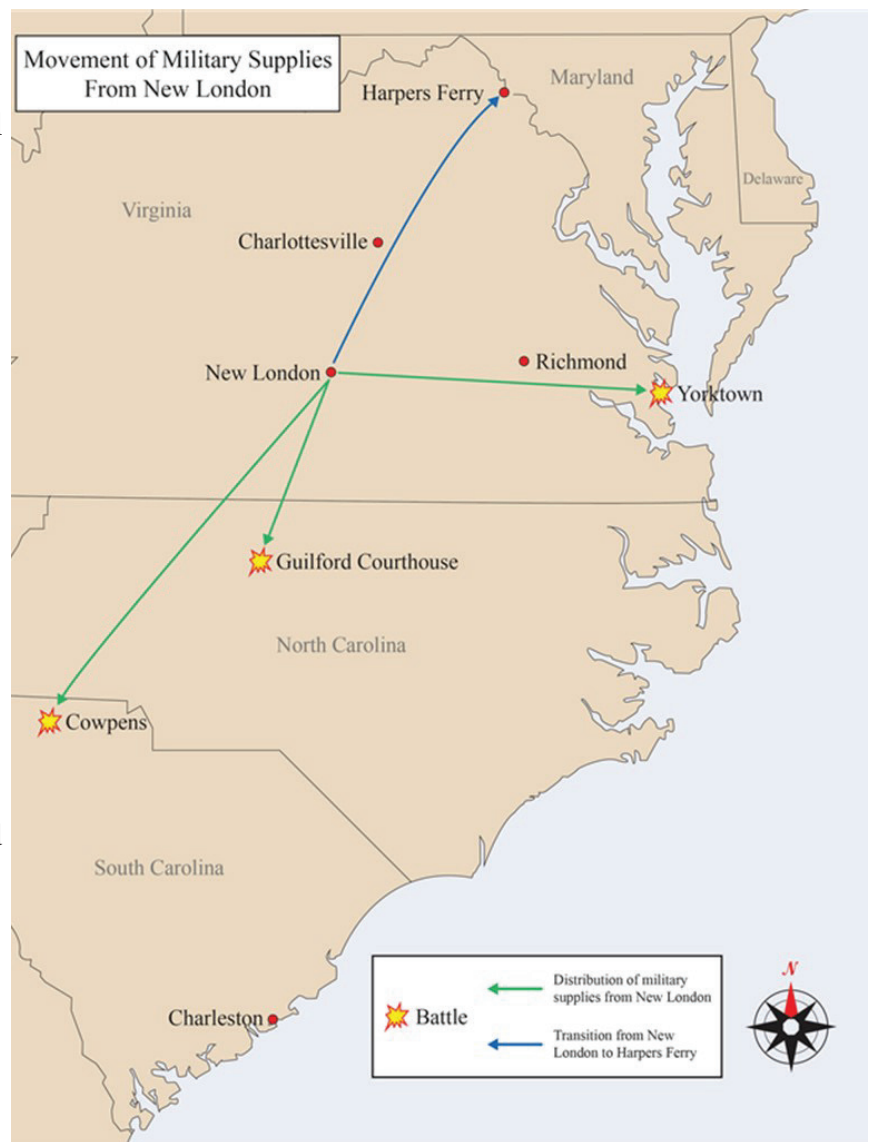 Movement of Military Supplies
From New London
Harpers Ferry
Maryland
Delaware
Virginia
Charlottesville
Richmond
New London
Yorktown
Guilford Courthouse
North Carolina
Cowpens
South Carolina
Charleston
Battle
Distribution of military
supplies from New London
Transition from New
London to Harpers Ferry
N